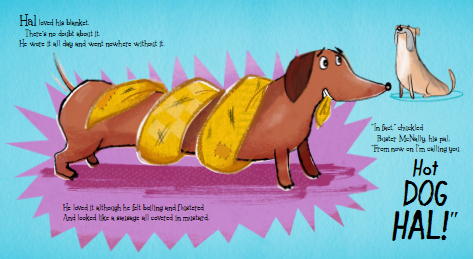 Hal loved his blanket.
There's no doubt about it.
He wore it all day and went nowhere without it.
"In fact," chuckled
Buster McNally, his pal,
"From now on I'm calling you
Hot
DOG
HAL!"
He loved it although he felt boiling and flustered
And looked like a sausage all covered in mustard.